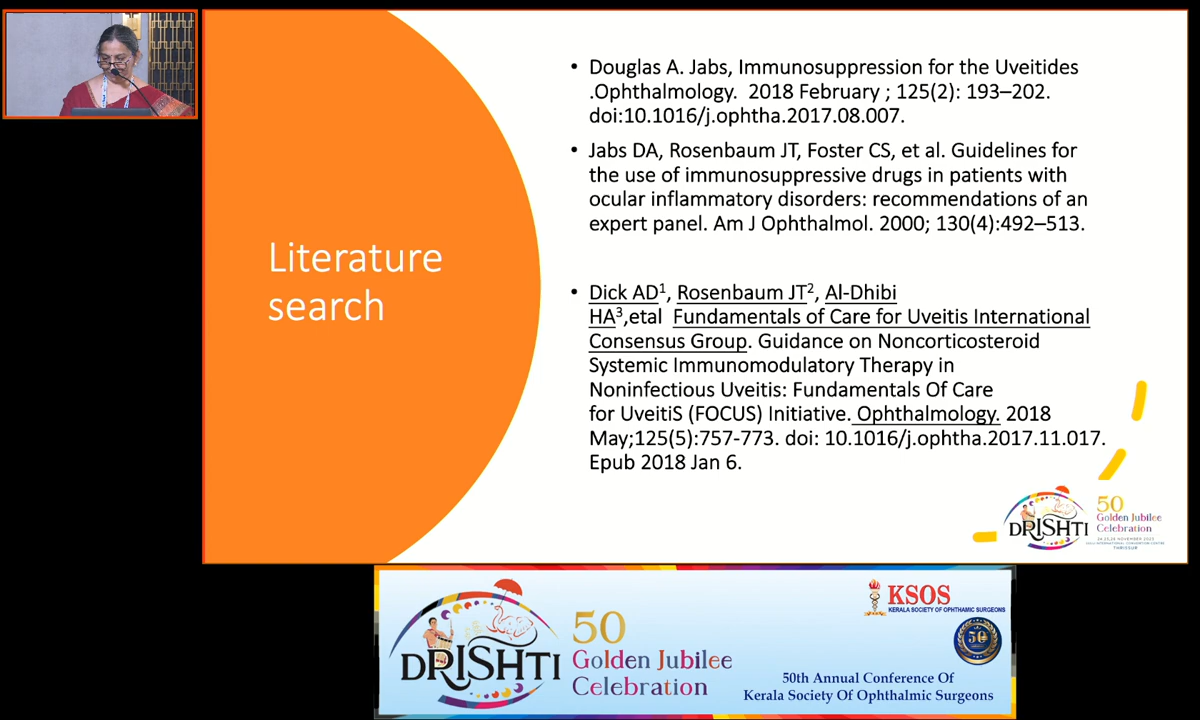 Literature
search
• Douglas A. Jabs, Immunosuppression for the Uveitides
.Ophthalmology. 2018 February ; 125(2): 193–202.
doi:10.1016/j.ophtha.2017.08.007.
• Jabs DA, Rosenbaum JT, Foster CS, et al. Guidelines for
the use of immunosuppressive drugs in patients with
ocular inflammatory disorders: recommendations of an
expert panel. Am J Ophthalmol. 2000; 130(4):492–513.
• Dick AD¹, Rosenbaum JT², Al-Dhibi
HA³,etal Fundamentals of Care for Uveitis International
Consensus Group. Guidance on Noncorticosteroid
Systemic Immunomodulatory Therapy in
Noninfectious Uveitis: Fundamentals Of Care
for UveitiS (FOCUS) Initiative. Ophthalmology. 2018
May;125(5):757-773. doi: 10.1016/j.ophtha.2017.11.017.
Epub 2018 Jan 6.
DRISHTI
50
Golden Jubilee
Celebration
THRISSUR
DRISHTI
50
Golden Jubilee
Celebration
KSOS
KERALA SOCIETY OF OPHTHAMIC SURGEONS
50
50th Annual Conference Of
Kerala Society Of Ophthalmic Surgeons